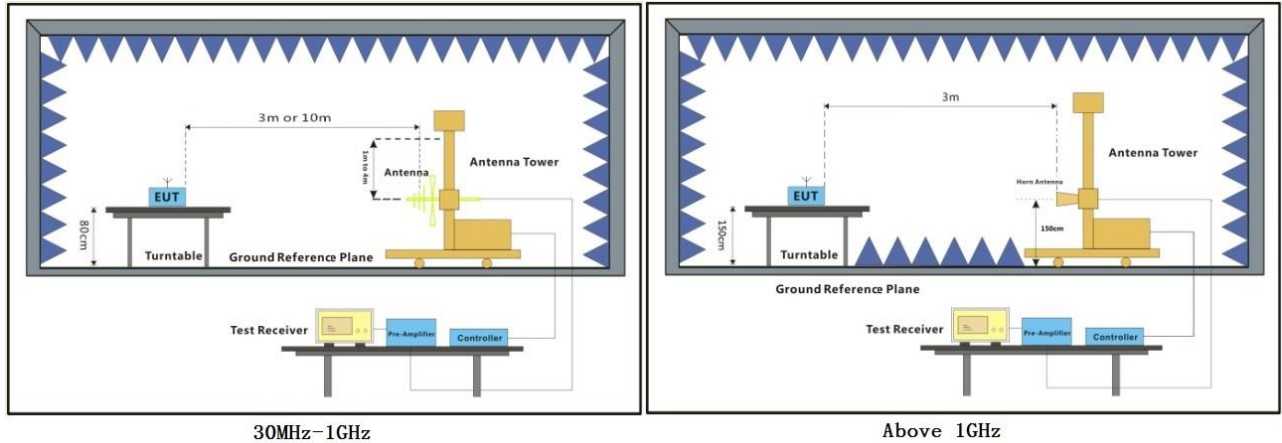 3m or 10m
1m to 4m
Antenna
Antenna Tower
EUT
80cm
Turntable
Ground Reference Plane
Test Receiver
Pre-Amplifier
Controller
30MHz-1GHz
3m
Antenna Tower
Horn Antenna
EUT
150cm
150cm
Turntable
Ground Reference Plane
Test Receiver
Pre-Amplifier
Controller
Above 1GHz